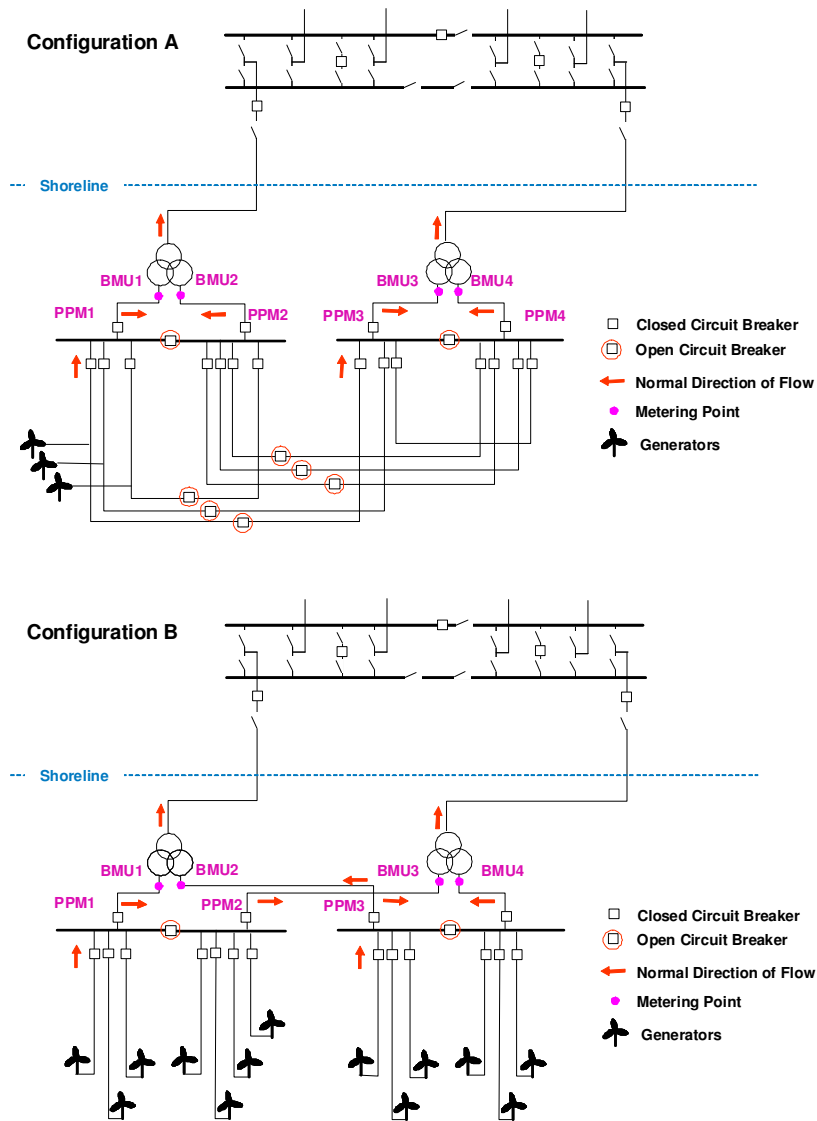 Configuration A
Shoreline
BMU1 BMU2 BMU3 BMU4
PPM1 PPM2 PPM3 PPM4
Closed Circuit Breaker
Open Circuit Breaker
Normal Direction of Flow
Metering Point
Generators
Configuration B
Shoreline
BMU1 BMU2 BMU3 BMU4
PPM1 PPM2 PPM3
Closed Circuit Breaker
Open Circuit Breaker
Normal Direction of Flow
Metering Point
Generators